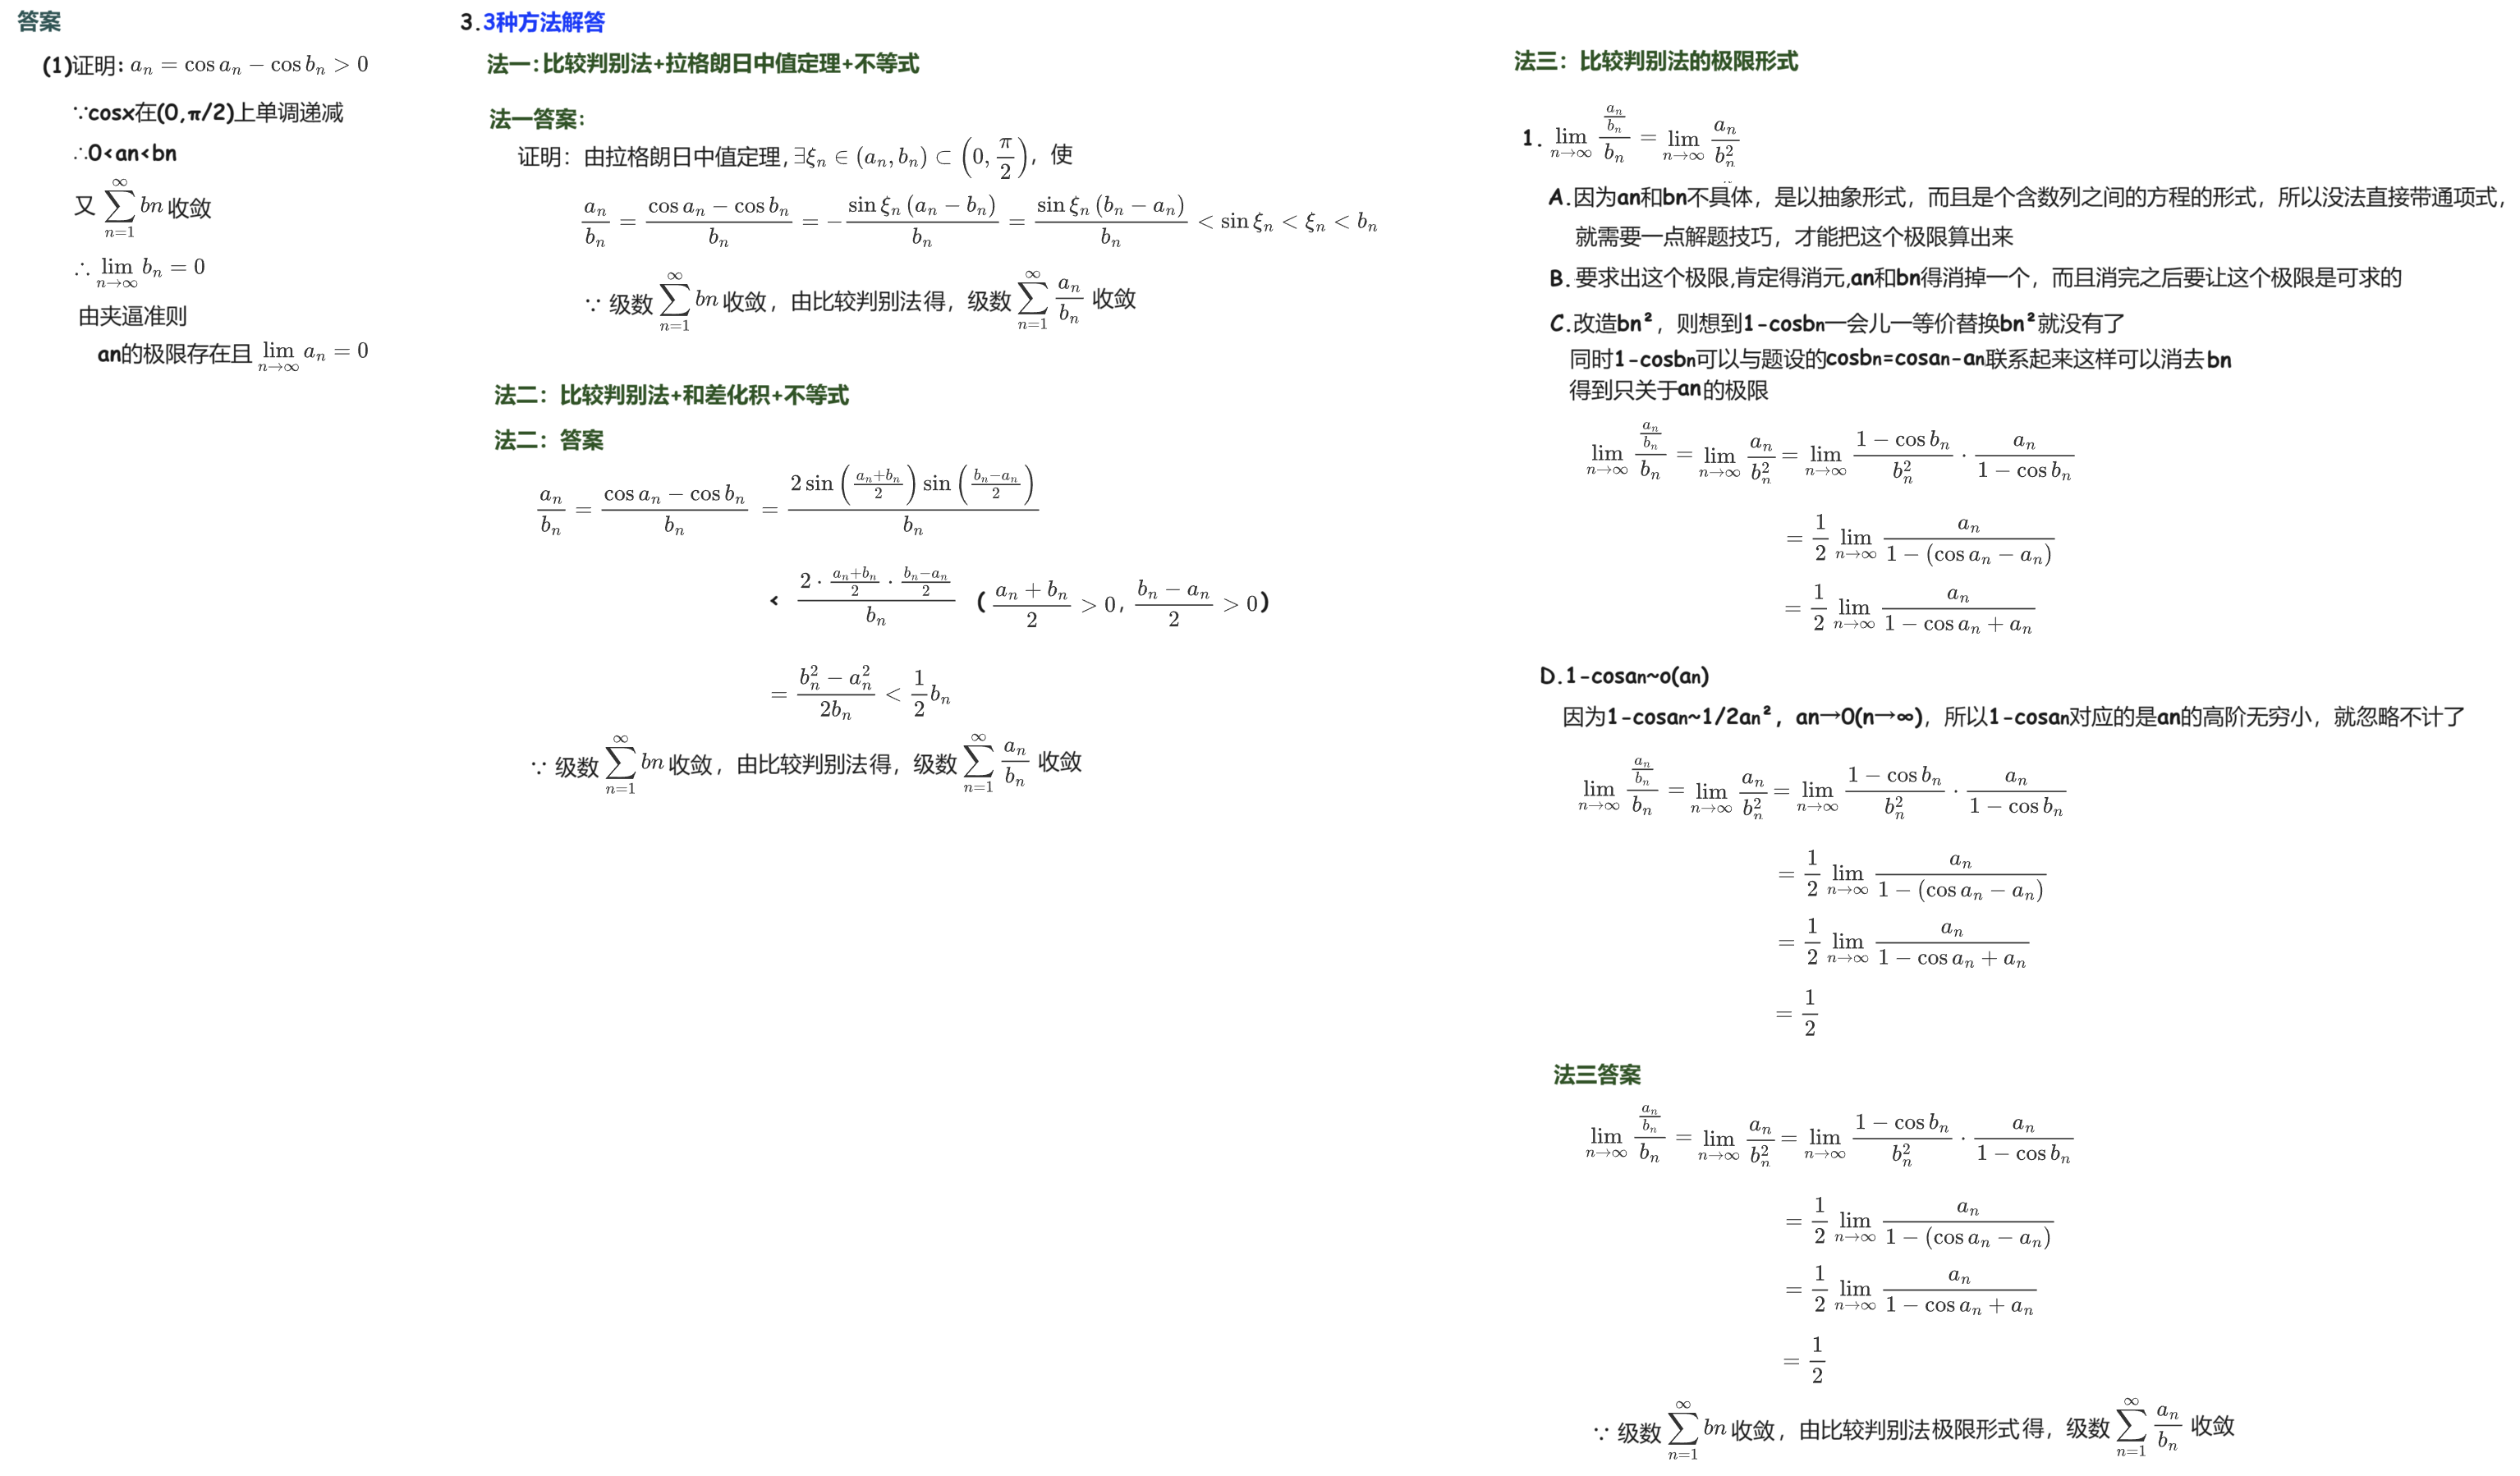 答案
(1)证明: $a_n = \cos a_n - \cos b_n > 0$
∵cosx在(0,π/2)上单调递减
∴0<an<bn
又 $\sum_{n=1}^{\infty} bn$ 收敛
∴ $\lim_{n\to\infty} b_n = 0$
由夹逼准则
an的极限存在且 $\lim_{n\to\infty} a_n = 0$
3.3种方法解答
法一:比较判别法+拉格朗日中值定理+不等式
法一答案:
证明：由拉格朗日中值定理, $\exists \xi_n \in (a_n, b_n) \subset \left(0, \frac{\pi}{2}\right)$，使
$\frac{a_n}{b_n} = \frac{\cos a_n - \cos b_n}{b_n} = -\frac{\sin \xi_n (a_n - b_n)}{b_n} = \frac{\sin \xi_n (b_n - a_n)}{b_n} < \sin \xi_n < \xi_n < b_n$
∵ 级数 $\sum_{n=1}^{\infty} bn$ 收敛，由比较判别法得，级数 $\sum_{n=1}^{\infty} \frac{a_n}{b_n}$ 收敛
法二：比较判别法+和差化积+不等式
法二：答案
$\frac{a_n}{b_n} = \frac{\cos a_n - \cos b_n}{b_n} = \frac{2 \sin \left(\frac{a_n+b_n}{2}\right) \sin \left(\frac{b_n-a_n}{2}\right)}{b_n}$
< $\frac{2 \cdot \frac{a_n+b_n}{2} \cdot \frac{b_n-a_n}{2}}{b_n}$ ( $\frac{a_n+b_n}{2} > 0, \frac{b_n-a_n}{2} > 0$ )
$= \frac{b_n^2 - a_n^2}{2b_n} < \frac{1}{2} b_n$
∵ 级数 $\sum_{n=1}^{\infty} bn$ 收敛，由比较判别法得，级数 $\sum_{n=1}^{\infty} \frac{a_n}{b_n}$ 收敛
法三：比较判别法的极限形式
1. $\lim_{n\to\infty} \frac{\frac{a_n}{b_n}}{b_n} = \lim_{n\to\infty} \frac{a_n}{b_n^2}$
A.因为an和bn不具体，是以抽象形式，而且是个含数列之间的方程的形式，所以没法直接带通项式，
就需要一点解题技巧，才能把这个极限算出来
B.要求出这个极限,肯定得消元,an和bn得消掉一个，而且消完之后要让这个极限是可求的
C.改造bn²，则想到1-cosbn一会儿一等价替换bn²就没有了
同时1-cosbn可以与题设的cosbn=cosan-an联系起来这样可以消去bn
得到只关于an的极限
$\lim_{n\to\infty} \frac{\frac{a_n}{b_n}}{b_n} = \lim_{n\to\infty} \frac{a_n}{b_n^2} = \lim_{n\to\infty} \frac{1-\cos b_n}{b_n^2} \cdot \frac{a_n}{1-\cos b_n}$
$= \frac{1}{2} \lim_{n\to\infty} \frac{a_n}{1-(\cos a_n - a_n)}$
$= \frac{1}{2} \lim_{n\to\infty} \frac{a_n}{1-\cos a_n + a_n}$
D.1-cosan~o(an)
因为1-cosan~1/2an²，an→0(n→∞)，所以1-cosan对应的是an的高阶无穷小，就忽略不计了
$\lim_{n\to\infty} \frac{\frac{a_n}{b_n}}{b_n} = \lim_{n\to\infty} \frac{a_n}{b_n^2} = \lim_{n\to\infty} \frac{1-\cos b_n}{b_n^2} \cdot \frac{a_n}{1-\cos b_n}$
$= \frac{1}{2} \lim_{n\to\infty} \frac{a_n}{1-(\cos a_n - a_n)}$
$= \frac{1}{2} \lim_{n\to\infty} \frac{a_n}{1-\cos a_n + a_n}$
$= \frac{1}{2}$
法三答案
$\lim_{n\to\infty} \frac{\frac{a_n}{b_n}}{b_n} = \lim_{n\to\infty} \frac{a_n}{b_n^2} = \lim_{n\to\infty} \frac{1-\cos b_n}{b_n^2} \cdot \frac{a_n}{1-\cos b_n}$
$= \frac{1}{2} \lim_{n\to\infty} \frac{a_n}{1-(\cos a_n - a_n)}$
$= \frac{1}{2} \lim_{n\to\infty} \frac{a_n}{1-\cos a_n + a_n}$
$= \frac{1}{2}$
∵ 级数 $\sum_{n=1}^{\infty} bn$ 收敛，由比较判别法极限形式得，级数 $\sum_{n=1}^{\infty} \frac{a_n}{b_n}$ 收敛